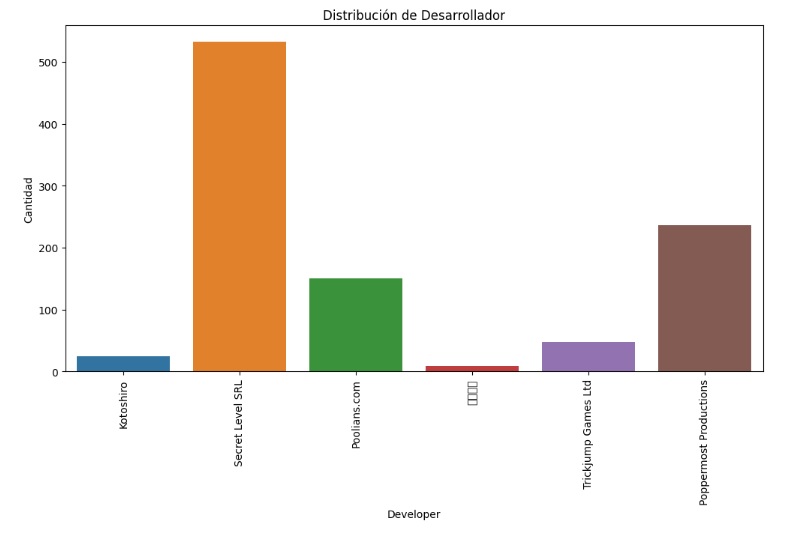 Distribución de Desarrollador
Cantidad
500
400
300
200
100
0
Kotoshiro
Secret Level SRL
Poolians.com
Trickjump Games Ltd
Poppermost Productions
Developer